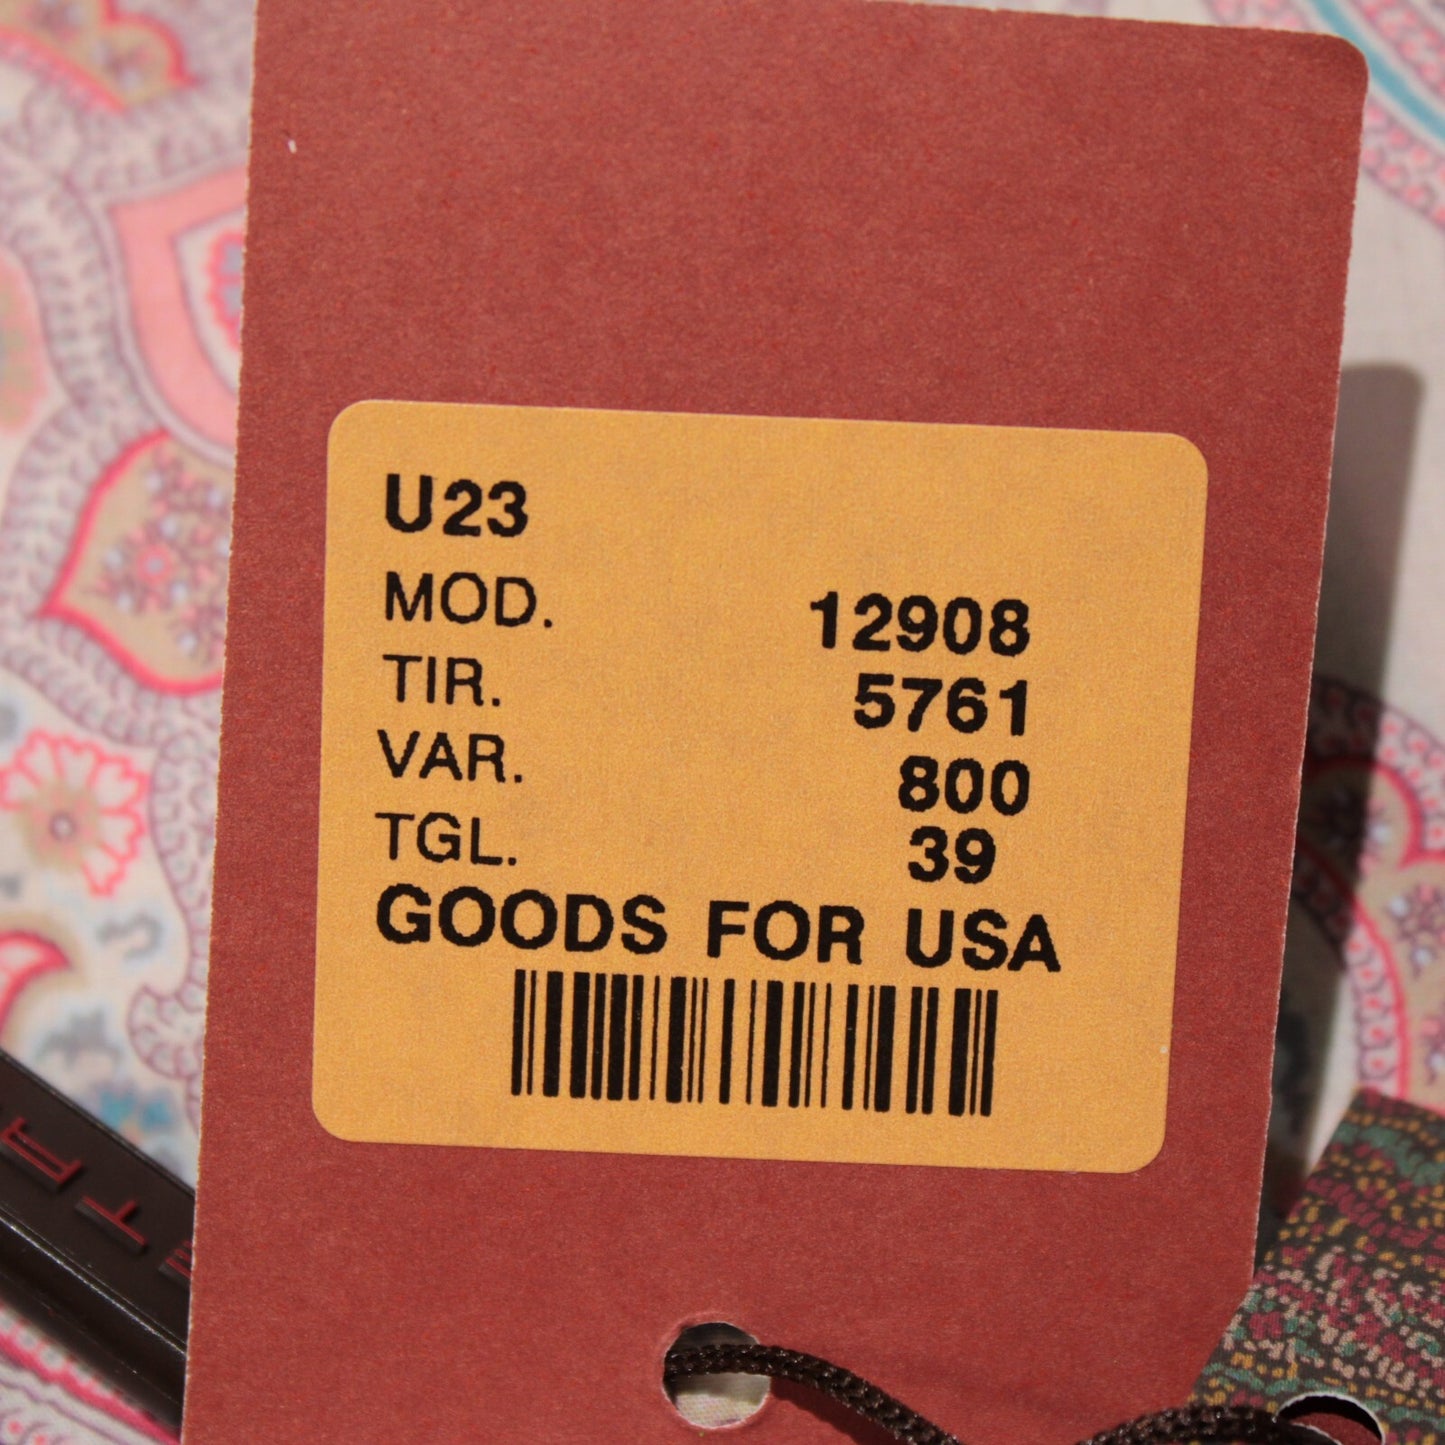 U23
MOD. 12908
TIR. 5761
VAR. 800
TGL. 39
GOODS FOR USA